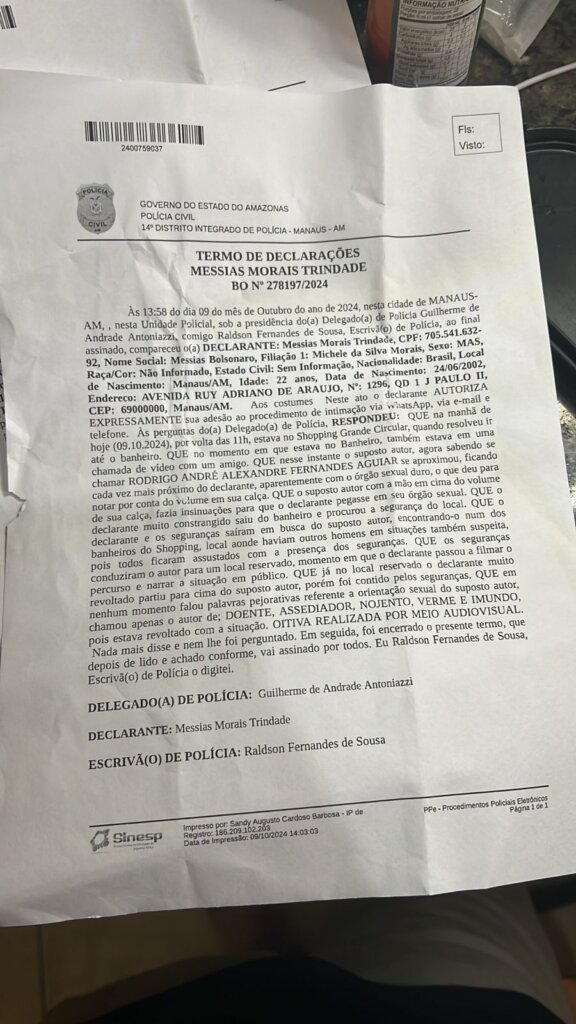 INFORMAÇÃO NUTRI
2400759037
Fls:
Visto:
POLÍCIA
CIVIL
GOVERNO DO ESTADO DO AMAZONAS
POLÍCIA CIVIL
14º DISTRITO INTEGRADO DE POLÍCIA - MANAUS - AM
TERMO DE DECLARAÇÕES
MESSIAS MORAIS TRINDADE
BO Nº 278197/2024
Às 13:58 do dia 09 do mês de Outubro do ano de 2024, nesta cidade de MANAUS-
AM, , nesta Unidade Policial, sob a presidência do(a) Delegado(a) de Polícia Guilherme de
Andrade Antoniazzi, comigo Raldson Fernandes de Sousa, Escrivã(o) de Polícia, ao final
assinado, compareceu o(a) DECLARANTE: Messias Morais Trindade, CPF: 705.541.632-
92, Nome Social: Messias Bolsonaro, Filiação 1: Michele da Silva Morais, Sexo: MAS,
Raça/Cor: Não Informado, Estado Civil: Sem Informação, Nacionalidade: Brasil, Local
de Nascimento: Manaus/AM, Idade: 22 anos, Data de Nascimento: 24/06/2002,
Endereco: AVENIDA RUY ADRIANO DE ARAUJO, Nº: 1296, QD 1 J PAULO II,
CEP: 69000000, Manaus/AM. Aos costumes Neste ato o declarante AUTORIZA
EXPRESSAMENTE sua adesão ao procedimento de intimação via WhatsApp, via e-mail e
telefone. Às perguntas do(a) Delegado(a) de Polícia, RESPONDEU: QUE na manhã de
hoje (09.10.2024), por volta das 11h, estava no Shopping Grande Circular, quando resolveu ir
até o banheiro. QUE no momento em que estava no Banheiro, também estava em uma
chamada de vídeo com um amigo. QUE nesse instante o suposto autor, agora sabendo se
chamar RODRIGO ANDRÉ ALEXANDRE FERNANDES AGUIAR se aproximou, ficando
cada vez mais próximo do declarante, aparentemente com o órgão sexual duro, o que deu para
notar por conta do volume em sua calça. QUE o suposto autor com a mão em cima do volume
de sua calça, fazia insinuações para que o declarante pegasse em seu órgão sexual. QUE o
declarante muito constrangido saiu do banheiro e procurou a segurança do local. QUE o
declarante e os seguranças saíram em busca do suposto autor, encontrando-o num dos
banheiros do Shopping, local aonde haviam outros homens em situações também suspeita,
pois todos ficaram assustados com a presença dos seguranças. QUE os seguranças
conduziram o autor para um local reservado, momento em que o declarante passou a filmar o
percurso e narrar a situação em público. QUE já no local reservado o declarante muito
revoltado partiu para cima do suposto autor, porém foi contido pelos seguranças. QUE em
nenhum momento falou palavras pejorativas referente a orientação sexual do suposto autor,
chamou apenas o autor de; DOENTE, ASSEDIADOR, NOJENTO, VERME E IMUNDO,
pois estava revoltado com a situação. OITIVA REALIZADA POR MEIO AUDIOVISUAL.
Nada mais disse e nem lhe foi perguntado. Em seguida, foi encerrado o presente termo, que
depois de lido e achado conforme, vai assinado por todos. Eu Raldson Fernandes de Sousa,
Escrivã(o) de Polícia o digitei.
DELEGADO(A) DE POLÍCIA: Guilherme de Andrade Antoniazzi
DECLARANTE: Messias Morais Trindade
ESCRIVÃ(O) DE POLÍCIA: Raldson Fernandes de Sousa
Sinesp
Impresso por: Sandy Augusto Cardoso Barbosa - IP de
Registro: 186.209.102.203
Data de Impressão: 09/10/2024 14:03:03
PPe - Procedimentos Policiais Eletrônicos
Página 1 de 1